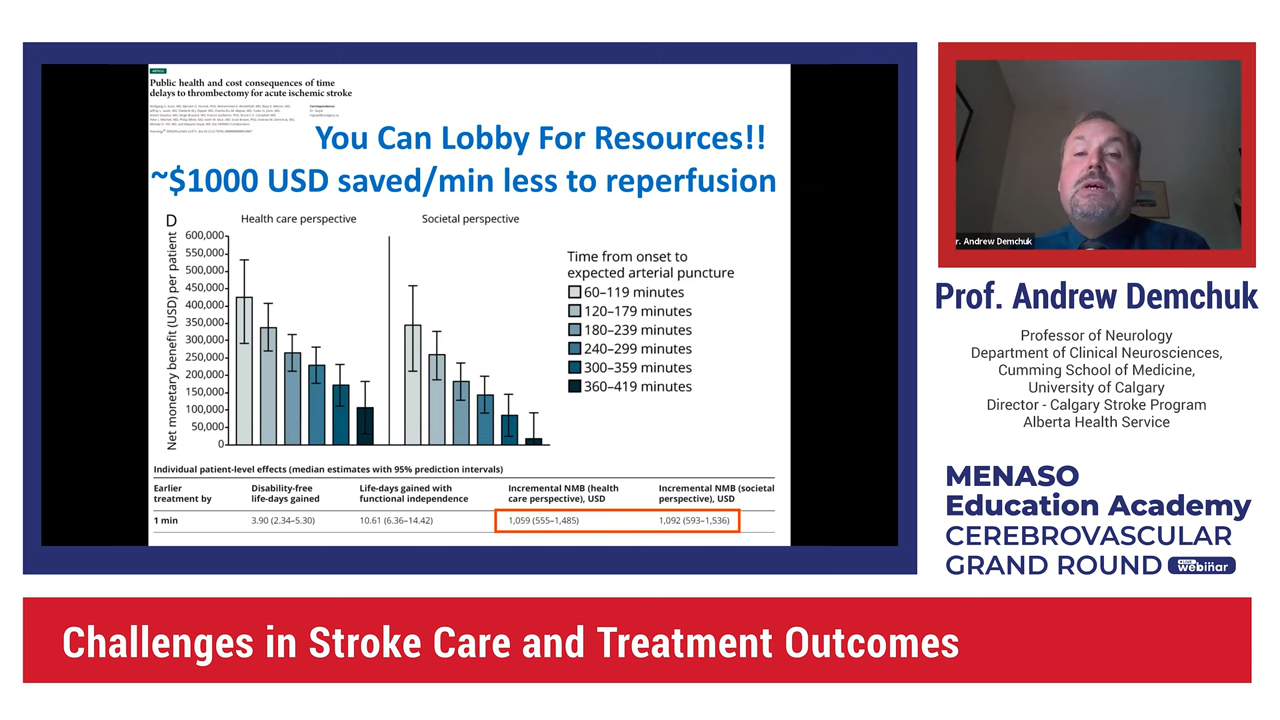 ARTICLE
Public health and cost consequences of time
delays to thrombectomy for acute ischemic stroke
Correspondence
You Can Lobby For Resources!!
~$1000 USD saved/min less to reperfusion
D
Health care perspective
Societal perspective
Net monetary benefit (USD) per patient
600,000
550,000
500,000
450,000
400,000
350,000
300,000
250,000
200,000
150,000
100,000
50,000
0
Time from onset to
expected arterial puncture
60–119 minutes
120–179 minutes
180–239 minutes
240–299 minutes
300–359 minutes
360–419 minutes
Individual patient-level effects (median estimates with 95% prediction intervals)
Earlier treatment by
Disability-free life-days gained
Life-days gained with functional independence
Incremental NMB (health care perspective), USD
Incremental NMB (societal perspective), USD
1 min
3.90 (2.34–5.30)
10.61 (6.36–14.42)
1,059 (555–1,485)
1,092 (593–1,536)
r. Andrew Demchuk
Prof. Andrew Demchuk
Professor of Neurology
Department of Clinical Neurosciences,
Cumming School of Medicine,
University of Calgary
Director - Calgary Stroke Program
Alberta Health Service
MENASO
Education Academy
CEREBROVASCULAR
GRAND ROUND
webinar
Challenges in Stroke Care and Treatment Outcomes